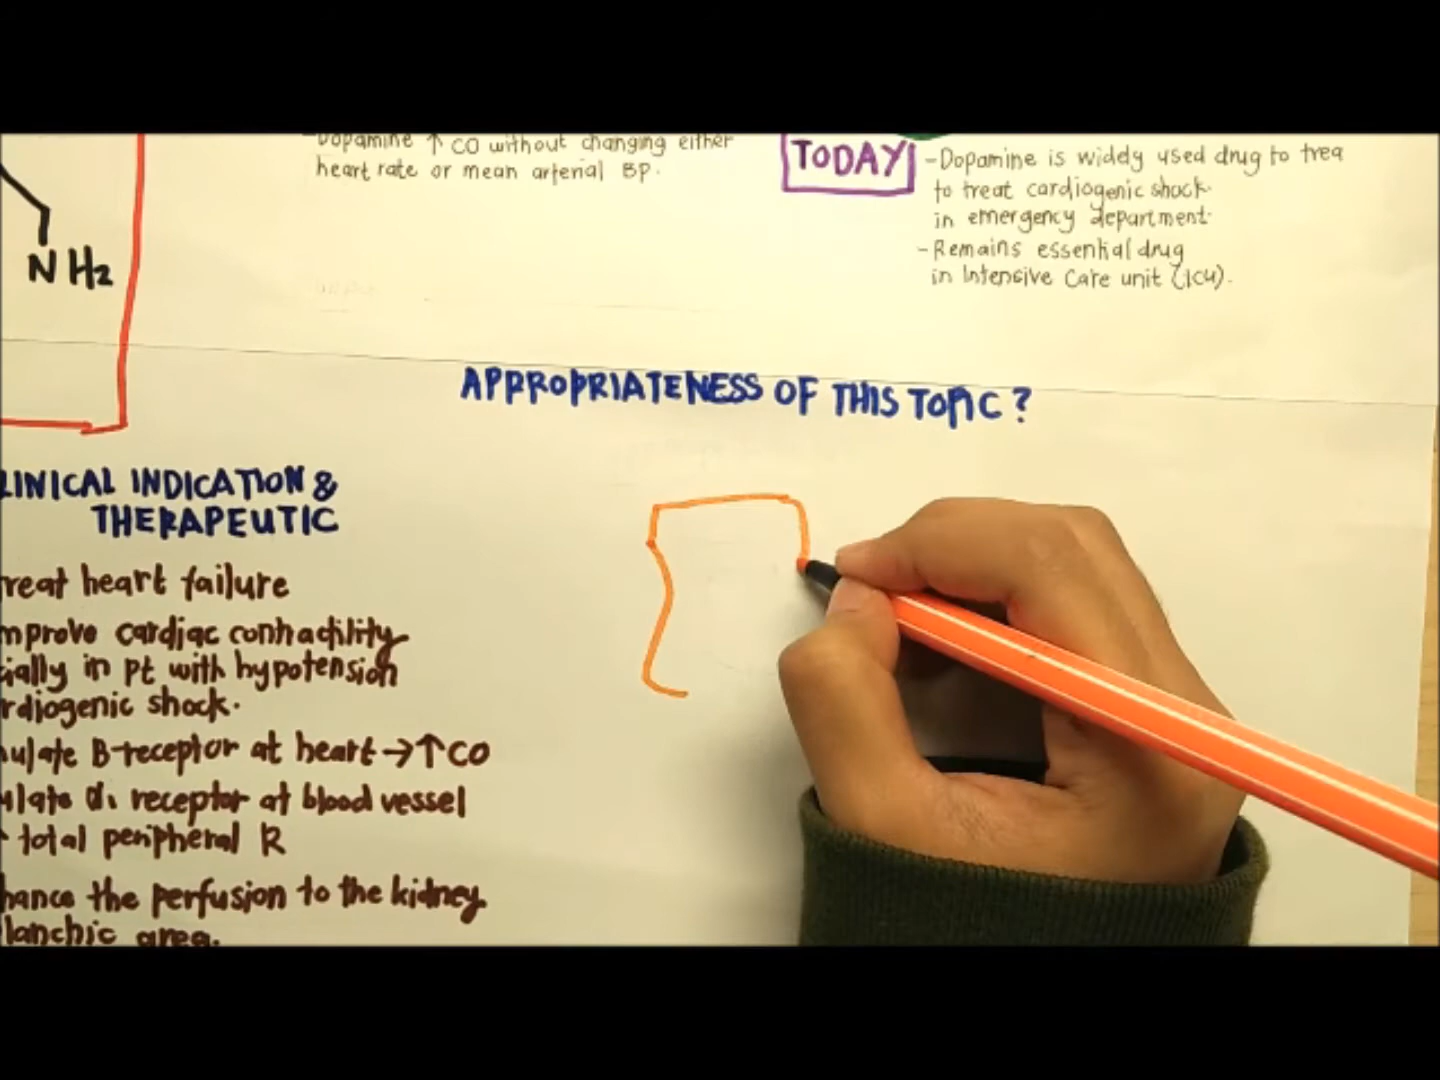 -Dopamine ↑ CO without changing either
heart rate or mean arterial BP.
TODAY
-Dopamine is widely used drug to trea
to treat cardiogenic shock.
in emergency department.
-Remains essential drug
in Intensive Care unit (ICU).
NH2
APPROPRIATENESS OF THIS TOPIC?
LINICAL INDICATION &
THERAPEUTIC
reat heart failure
mprove cardiac contractility
cially in pt with hypotension
rdiogenic shock.
ulate B-receptor at heart → ↑ CO
ulate α1 receptor at blood vessel
total peripheral R
hance the perfusion to the kidney
lanchic area.